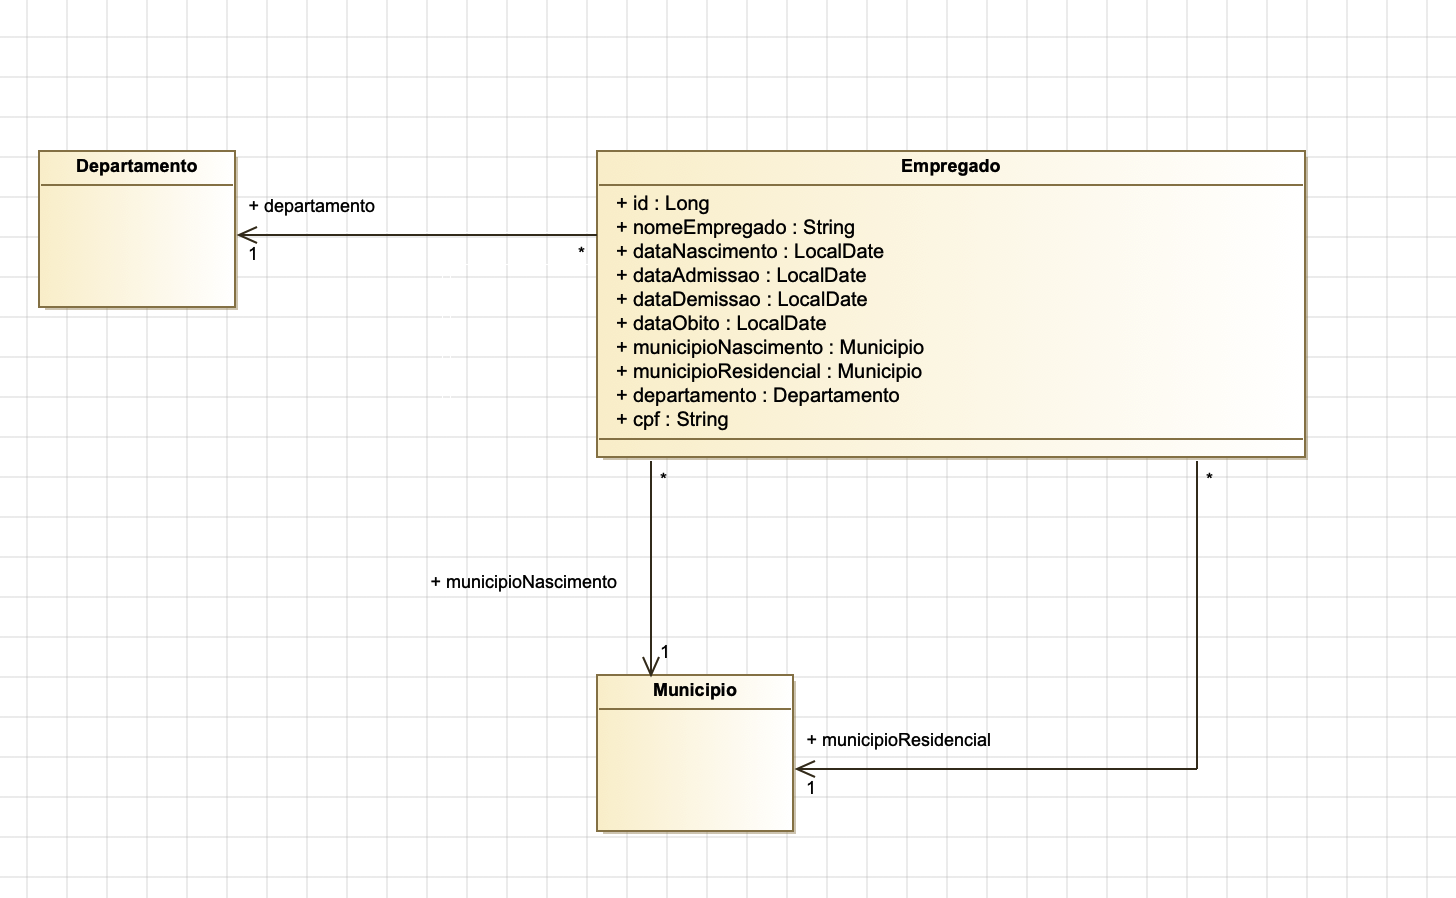 Departamento
Empregado
+ id : Long
+ nomeEmpregado : String
+ dataNascimento : LocalDate
+ dataAdmissao : LocalDate
+ dataDemissao : LocalDate
+ dataObito : LocalDate
+ municipioNascimento : Municipio
+ municipioResidencial : Municipio
+ departamento : Departamento
+ cpf : String
+ departamento
1
*
*
*
+ municipioNascimento
1
Municipio
+ municipioResidencial
1